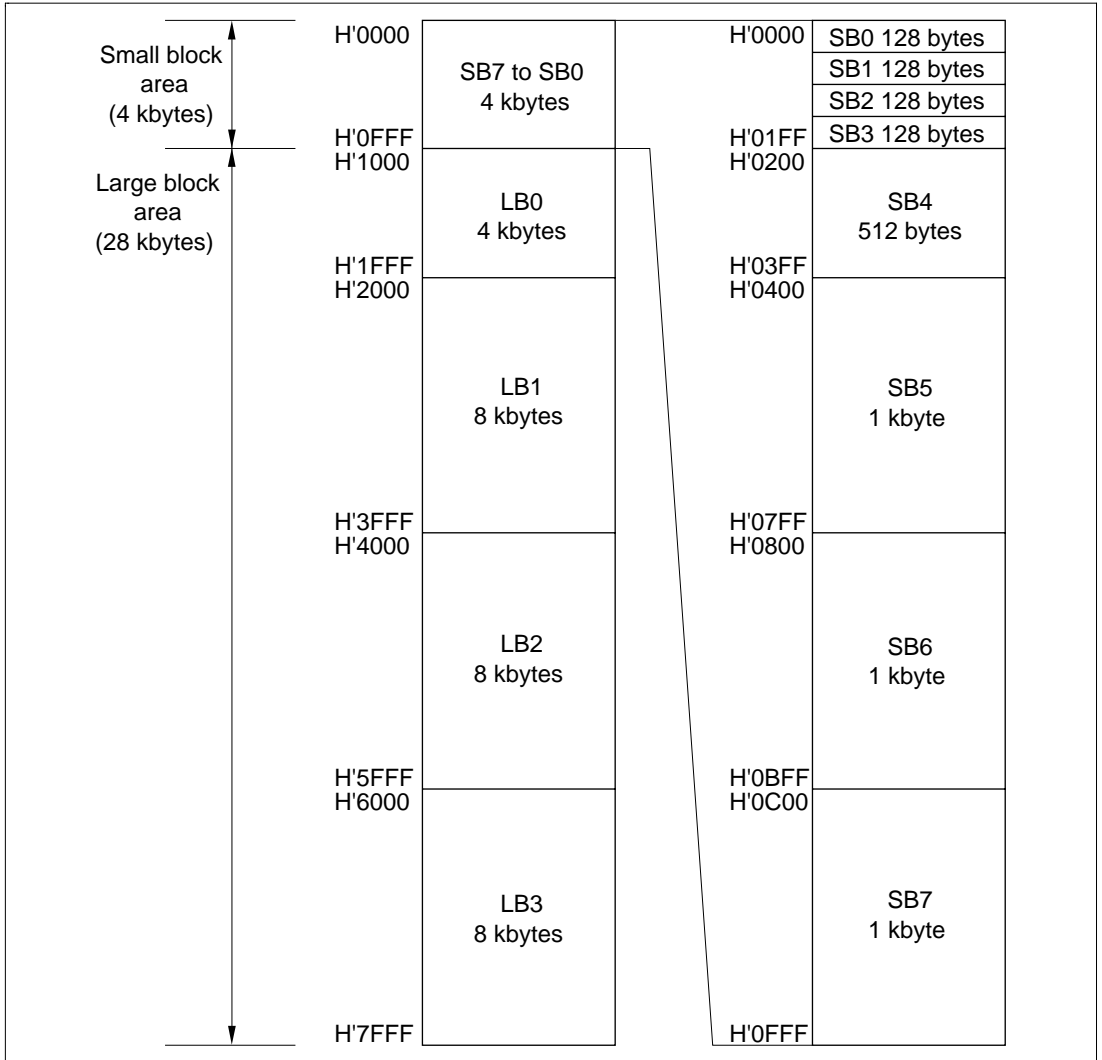 Small block
area
(4 kbytes)
Large block
area
(28 kbytes)
H'0000
SB7 to SB0
4 kbytes
H'0FFF
H'1000
LB0
4 kbytes
H'1FFF
H'2000
LB1
8 kbytes
H'3FFF
H'4000
LB2
8 kbytes
H'5FFF
H'6000
LB3
8 kbytes
H'7FFF
H'0000
SB0 128 bytes
SB1 128 bytes
SB2 128 bytes
SB3 128 bytes
H'01FF
H'0200
SB4
512 bytes
H'03FF
H'0400
SB5
1 kbyte
H'07FF
H'0800
SB6
1 kbyte
H'0BFF
H'0C00
SB7
1 kbyte
H'0FFF